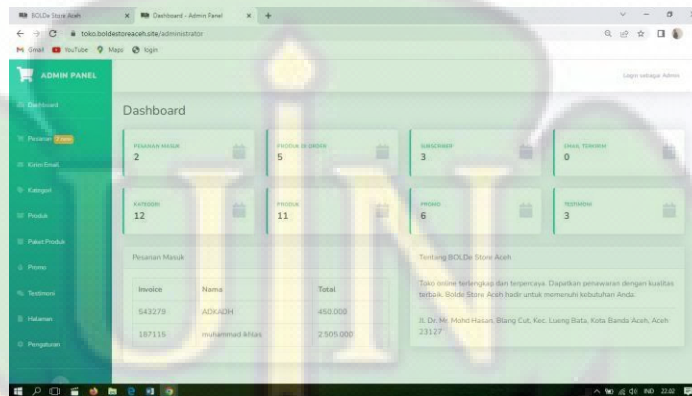 BOLDe Store Aceh
Dashboard - Admin Panel
toko.boldestoreaceh.site/administrator
Gmail YouTube Maps login
ADMIN PANEL
Login sebagai Admin
Dashboard
Dashboard
Pesanan
Kirim Email
Kategori
Produk
Paket Produk
Promo
Testimoni
Halaman
Pengaturan
PESANAN MASUK
2
PRODUK DI ORDER
5
SUBSCRIBER
3
EMAIL TERKIRIM
0
KATEGORI
12
PRODUK
11
PROMO
6
TESTIMONI
3
Pesanan Masuk
Invoice Nama Total
543279 ADKADH 450.000
167115 muhammad ikhlas 2.505.000
Tentang BOLDe Store Aceh
Toko online terlengkap dan terpercaya. Dapatkan penawaran dengan kualitas
terbaik. Bolde Store Aceh hadir untuk memenuhi kebutuhan Anda.
Jl. Dr. Mr. Mohd Hasan, Blang Cut, Kec. Lueng Bata, Kota Banda Aceh, Aceh
23127
IND 22.02
UIN